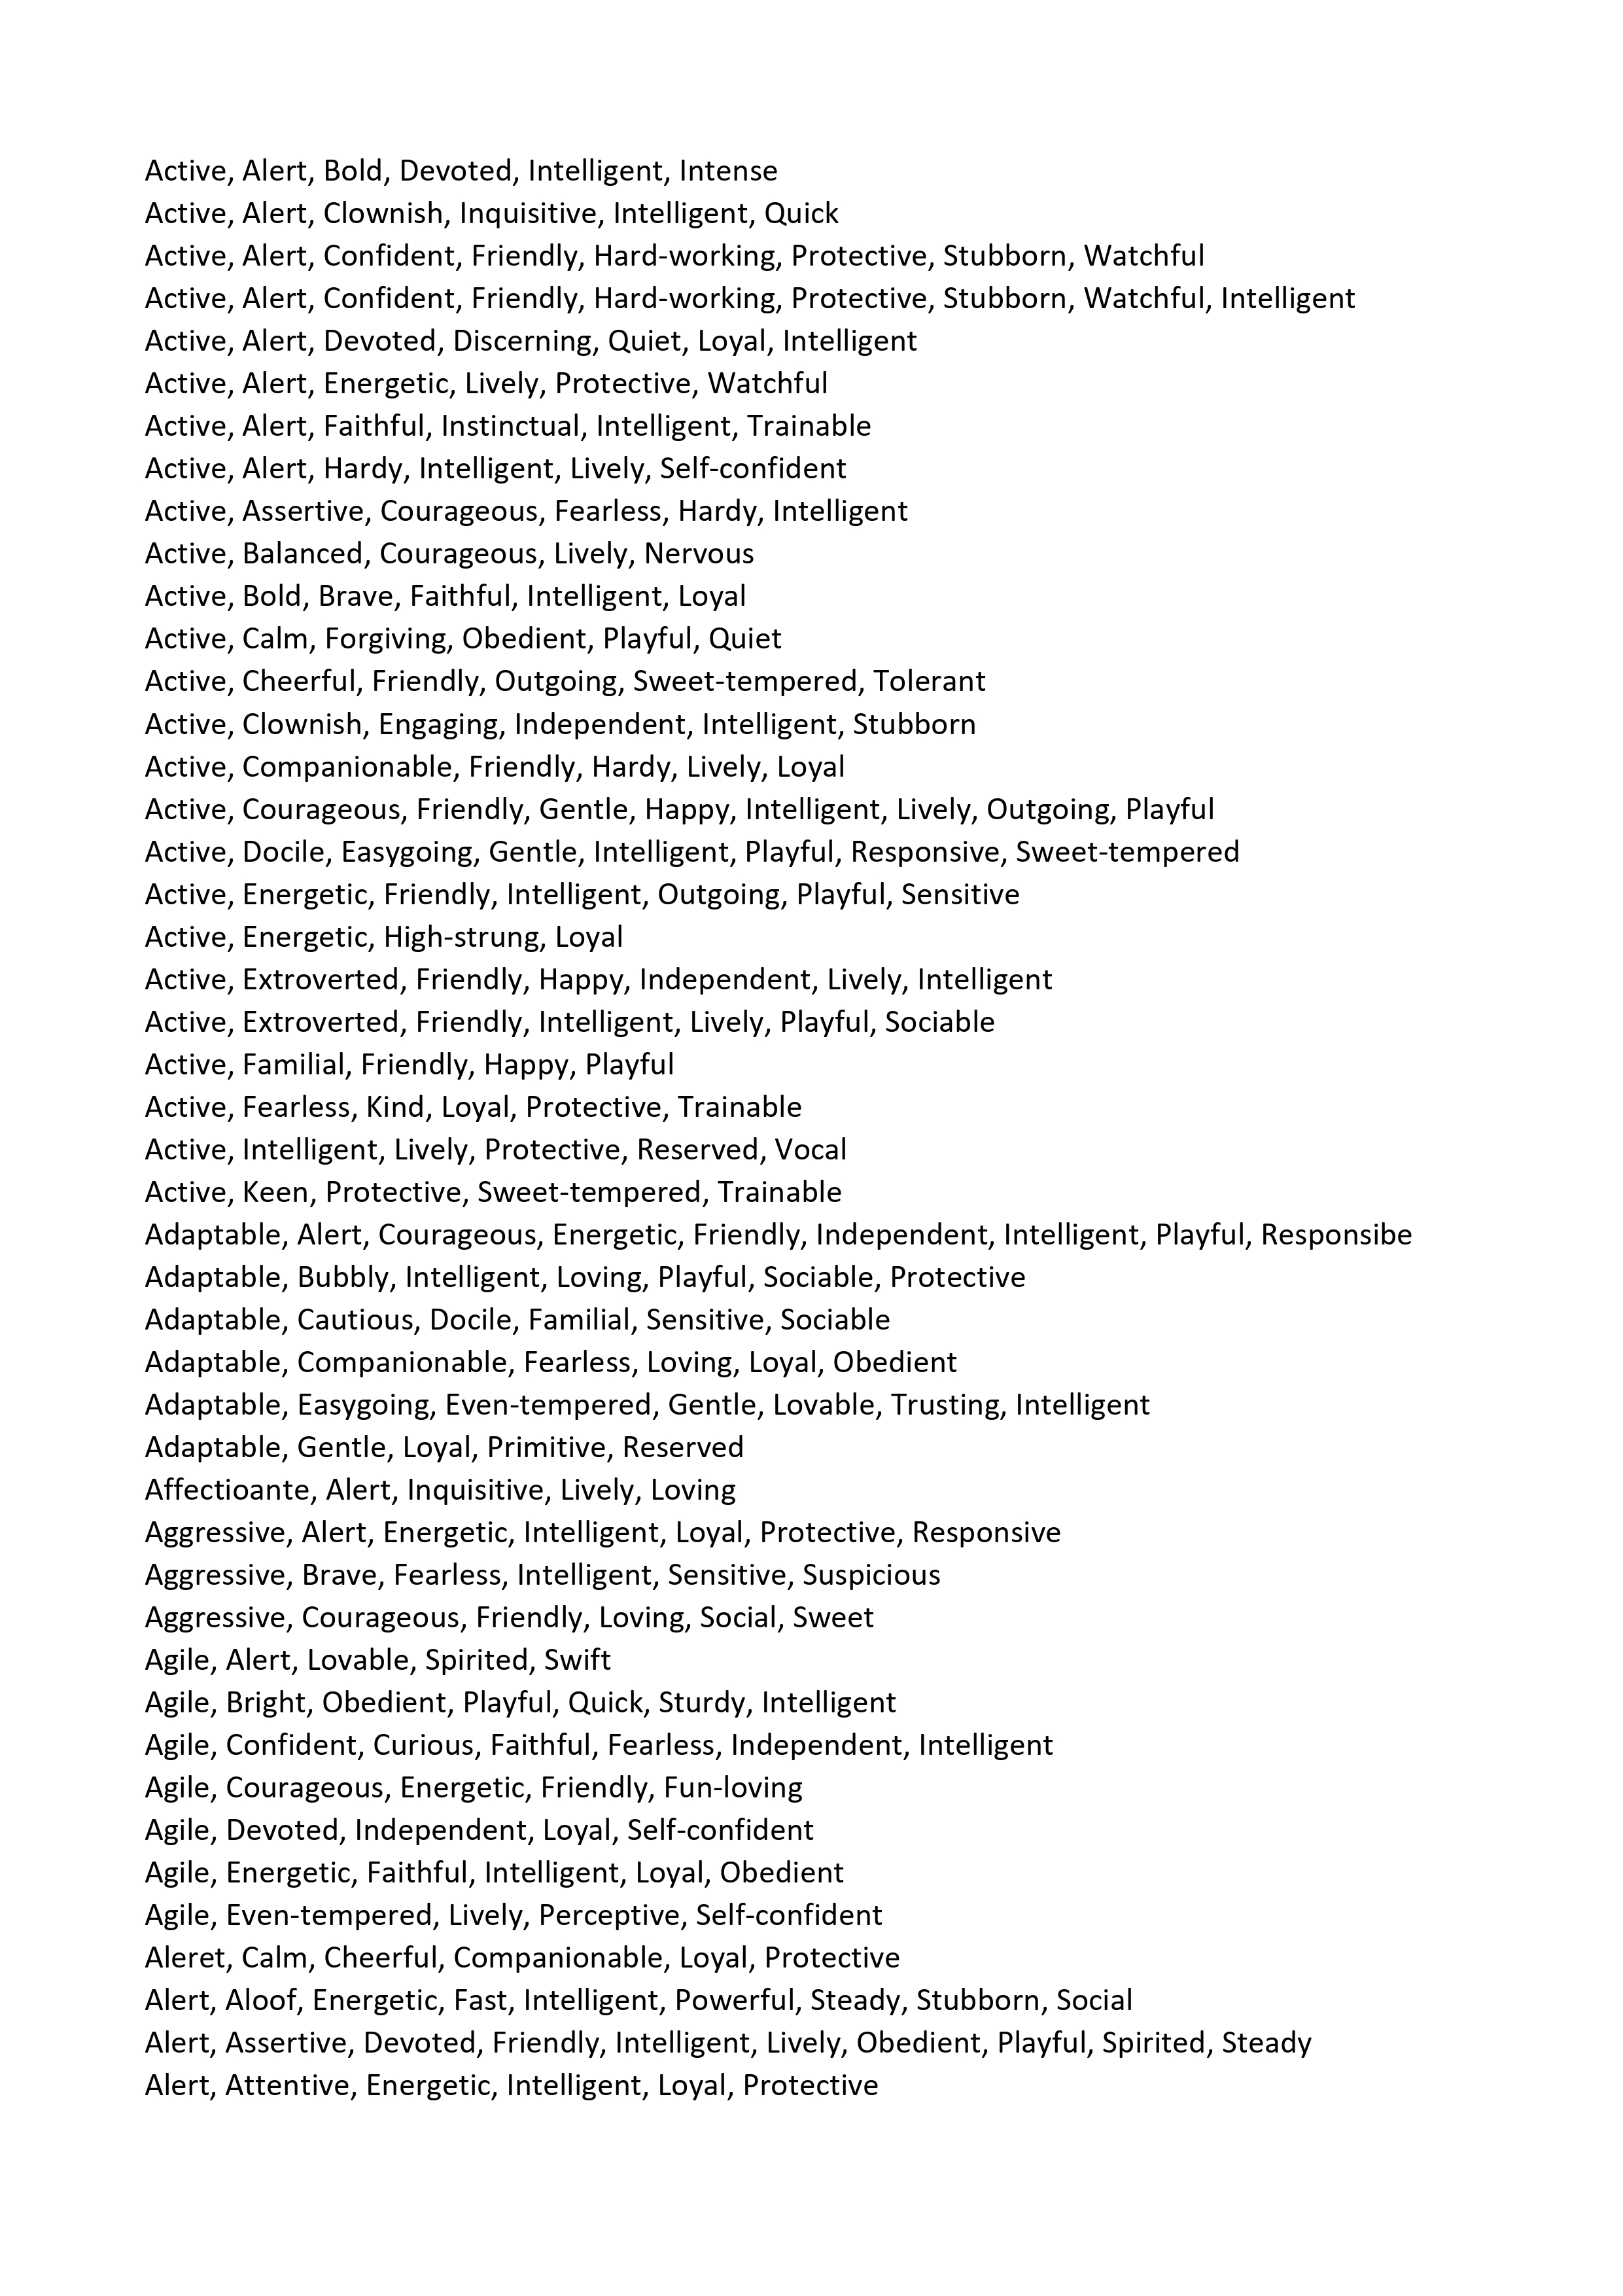 Active, Alert, Bold, Devoted, Intelligent, Intense
Active, Alert, Clownish, Inquisitive, Intelligent, Quick
Active, Alert, Confident, Friendly, Hard-working, Protective, Stubborn, Watchful
Active, Alert, Confident, Friendly, Hard-working, Protective, Stubborn, Watchful, Intelligent
Active, Alert, Devoted, Discerning, Quiet, Loyal, Intelligent
Active, Alert, Energetic, Lively, Protective, Watchful
Active, Alert, Faithful, Instinctual, Intelligent, Trainable
Active, Alert, Hardy, Intelligent, Lively, Self-confident
Active, Assertive, Courageous, Fearless, Hardy, Intelligent
Active, Balanced, Courageous, Lively, Nervous
Active, Bold, Brave, Faithful, Intelligent, Loyal
Active, Calm, Forgiving, Obedient, Playful, Quiet
Active, Cheerful, Friendly, Outgoing, Sweet-tempered, Tolerant
Active, Clownish, Engaging, Independent, Intelligent, Stubborn
Active, Companionable, Friendly, Hardy, Lively, Loyal
Active, Courageous, Friendly, Gentle, Happy, Intelligent, Lively, Outgoing, Playful
Active, Docile, Easygoing, Gentle, Intelligent, Playful, Responsive, Sweet-tempered
Active, Energetic, Friendly, Intelligent, Outgoing, Playful, Sensitive
Active, Energetic, High-strung, Loyal
Active, Extroverted, Friendly, Happy, Independent, Lively, Intelligent
Active, Extroverted, Friendly, Intelligent, Lively, Playful, Sociable
Active, Familial, Friendly, Happy, Playful
Active, Fearless, Kind, Loyal, Protective, Trainable
Active, Intelligent, Lively, Protective, Reserved, Vocal
Active, Keen, Protective, Sweet-tempered, Trainable
Adaptable, Alert, Courageous, Energetic, Friendly, Independent, Intelligent, Playful, Responsibe
Adaptable, Bubbly, Intelligent, Loving, Playful, Sociable, Protective
Adaptable, Cautious, Docile, Familial, Sensitive, Sociable
Adaptable, Companionable, Fearless, Loving, Loyal, Obedient
Adaptable, Easygoing, Even-tempered, Gentle, Lovable, Trusting, Intelligent
Adaptable, Gentle, Loyal, Primitive, Reserved
Affectioante, Alert, Inquisitive, Lively, Loving
Aggressive, Alert, Energetic, Intelligent, Loyal, Protective, Responsive
Aggressive, Brave, Fearless, Intelligent, Sensitive, Suspicious
Aggressive, Courageous, Friendly, Loving, Social, Sweet
Agile, Alert, Lovable, Spirited, Swift
Agile, Bright, Obedient, Playful, Quick, Sturdy, Intelligent
Agile, Confident, Curious, Faithful, Fearless, Independent, Intelligent
Agile, Courageous, Energetic, Friendly, Fun-loving
Agile, Devoted, Independent, Loyal, Self-confident
Agile, Energetic, Faithful, Intelligent, Loyal, Obedient
Agile, Even-tempered, Lively, Perceptive, Self-confident
Aleret, Calm, Cheerful, Companionable, Loyal, Protective
Alert, Aloof, Energetic, Fast, Intelligent, Powerful, Steady, Stubborn, Social
Alert, Assertive, Devoted, Friendly, Intelligent, Lively, Obedient, Playful, Spirited, Steady
Alert, Attentive, Energetic, Intelligent, Loyal, Protective